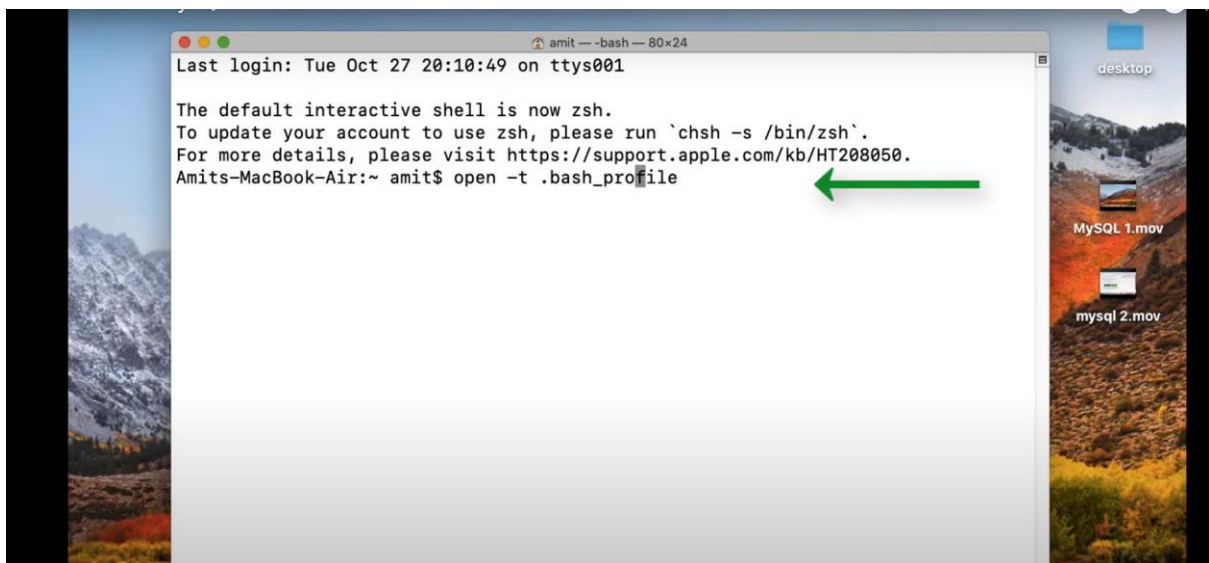 amit — -bash — 80×24
Last login: Tue Oct 27 20:10:49 on ttys001
The default interactive shell is now zsh.
To update your account to use zsh, please run `chsh -s /bin/zsh`.
For more details, please visit https://support.apple.com/kb/HT208050.
Amits-MacBook-Air:~ amit$ open -t .bash_profile
desktop
MySQL 1.mov
mysql 2.mov